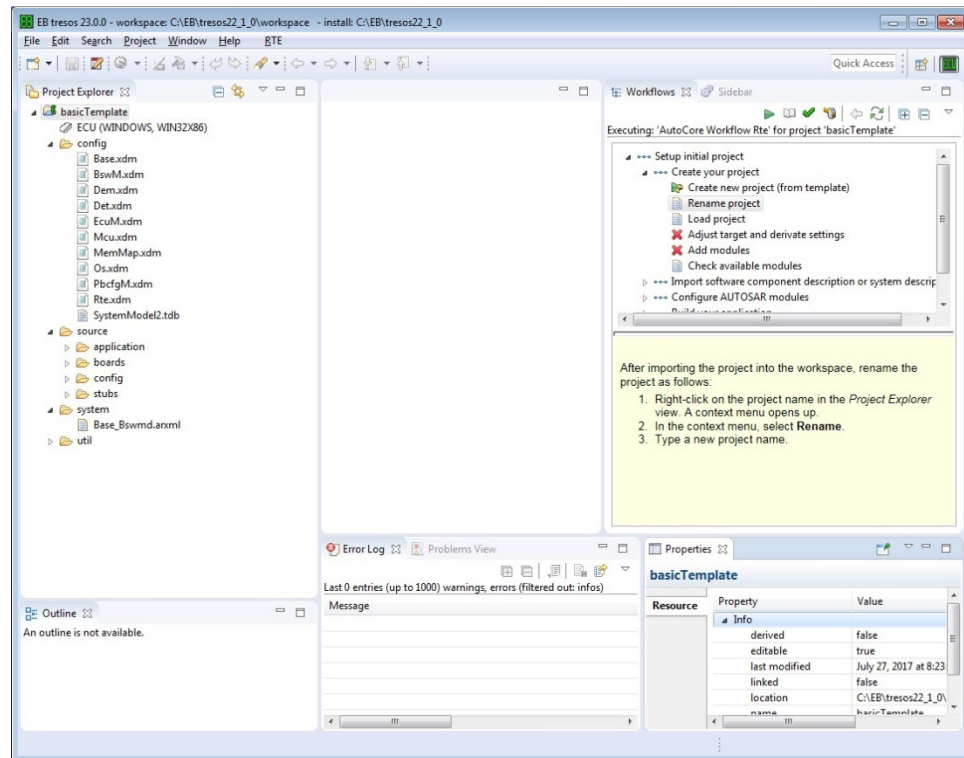 EB tresos 23.0.0 - workspace: C:\EB\tresos22_1_0\workspace - install: C:\EB\tresos22_1_0
File Edit Search Project Window Help RTE
Quick Access
Project Explorer
basicTemplate
ECU (WINDOWS, WIN32X86)
config
Base.xdm
BswM.xdm
Dem.xdm
Det.xdm
EcuM.xdm
Mcu.xdm
MemMap.xdm
Os.xdm
PbcfgM.xdm
Rte.xdm
SystemModel2.tdb
source
application
boards
config
stubs
system
Base_Bswmd.arxml
util
Outline
An outline is not available.
Workflows Sidebar
Executing: 'AutoCore Workflow Rte' for project 'basicTemplate'
Setup initial project
Create your project
Create new project (from template)
Rename project
Load project
Adjust target and derivate settings
Add modules
Check available modules
Import software component description or system descrip
Configure AUTOSAR modules
Build your application
After importing the project into the workspace, rename the
project as follows:
1. Right-click on the project name in the Project Explorer
view. A context menu opens up.
2. In the context menu, select Rename.
3. Type a new project name.
Error Log Problems View
Last 0 entries (up to 1000) warnings, errors (filtered out: infos)
Message
Properties
basicTemplate
Resource
Property Value
Info
derived false
editable true
last modified July 27, 2017 at 8:23
linked false
location C:\EB\tresos22_1_0\
name basicTemplate